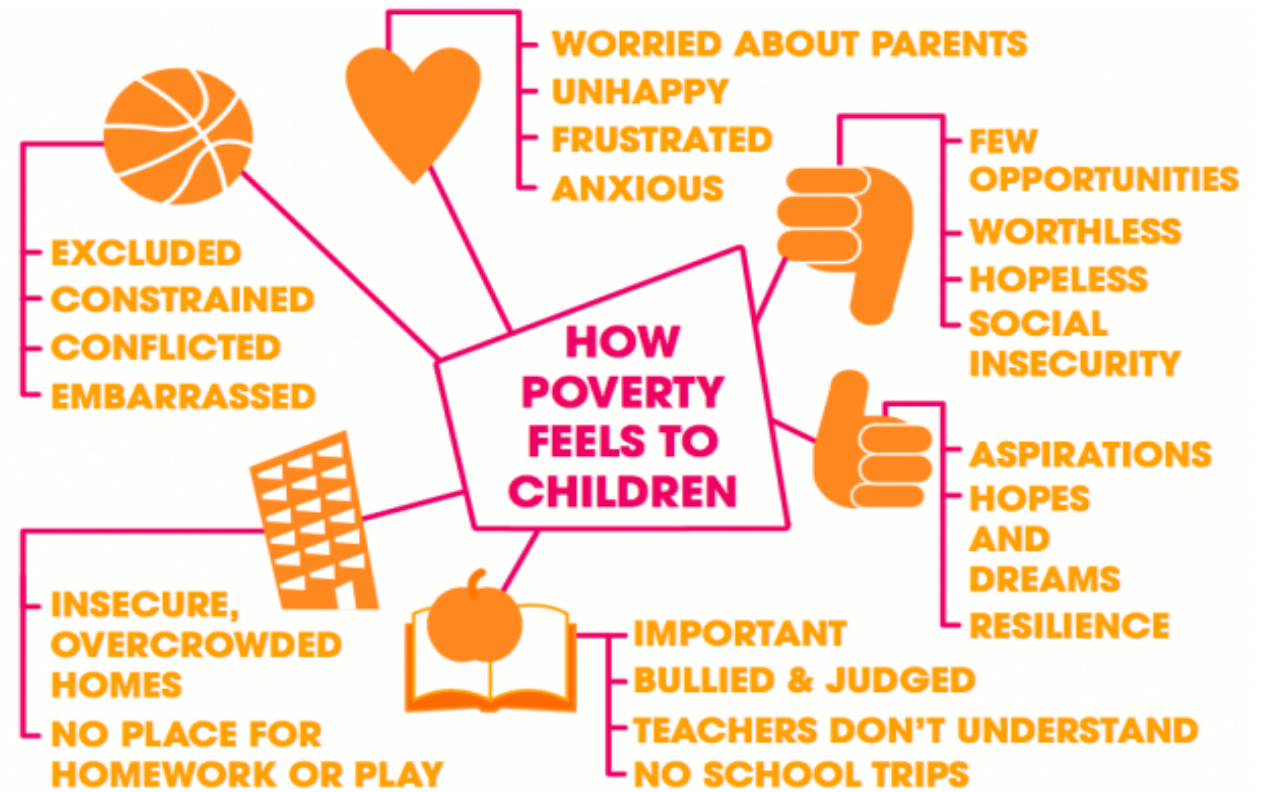 HOW
POVERTY
FEELS TO
CHILDREN
WORRIED ABOUT PARENTS
UNHAPPY
FRUSTRATED
ANXIOUS
FEW
OPPORTUNITIES
WORTHLESS
HOPELESS
SOCIAL
INSECURITY
ASPIRATIONS
HOPES
AND
DREAMS
RESILIENCE
IMPORTANT
BULLIED & JUDGED
TEACHERS DON'T UNDERSTAND
NO SCHOOL TRIPS
INSECURE,
OVERCROWDED
HOMES
NO PLACE FOR
HOMEWORK OR PLAY
EXCLUDED
CONSTRAINED
CONFLICTED
EMBARRASSED